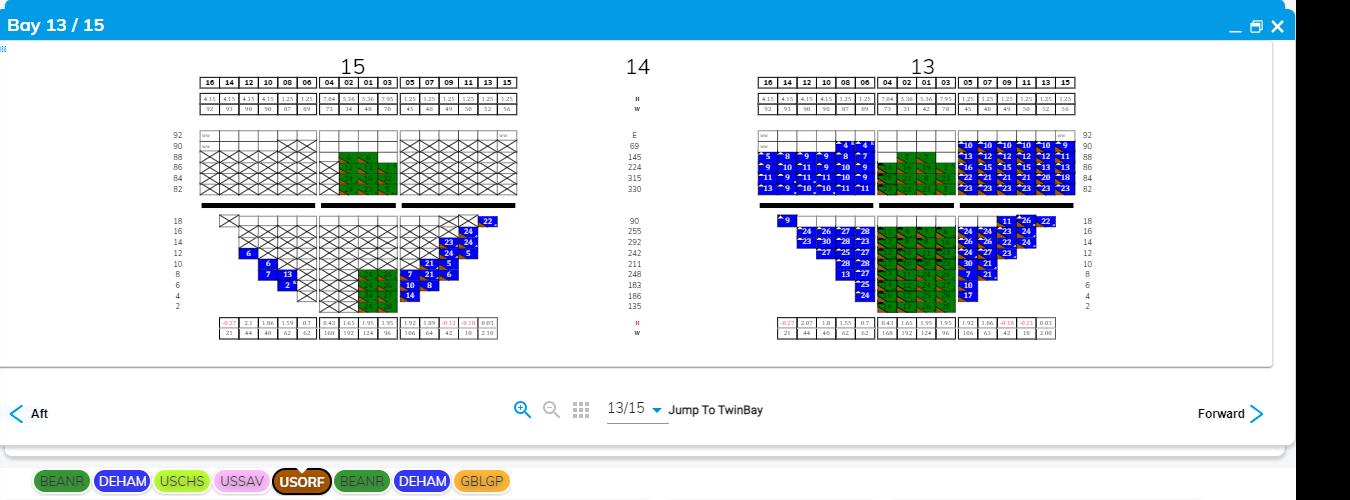 Bay 13 / 15
15 14 13
16 14 12 10 08 06 04 02 01 03 05 07 09 11 13 15
16 14 12 10 08 06 04 02 01 03 05 07 09 11 13 15
4.15 4.15 4.15 4.15 1.25 1.25 7.04 5.36 5.36 7.95 1.25 1.25 1.25 1.25 1.25 1.25
H
4.15 4.15 4.15 4.15 1.25 1.25 7.04 5.36 5.36 7.95 1.25 1.25 1.25 1.25 1.25 1.25
92 93 90 90 87 89 73 34 48 70 45 48 49 50 52 56
W
92 93 90 90 87 89 73 31 42 70 45 48 49 50 52 56
92 E 92
90 69 4 4 10 10 10 10 10 9 90
88 145 5 8 9 9 8 7 13 12 12 12 12 11 88
86 224 9 10 11 9 10 9 16 15 15 15 14 13 86
84 315 11 9 11 11 10 9 22 21 21 21 20 18 84
82 330 13 9 10 10 11 11 23 23 23 23 23 23 82
18 22 90 9 11 26 22 18
16 24 255 24 26 27 28 24 24 23 24 16
14 23 24 292 23 30 28 23 26 26 22 24 14
12 6 24 5 242 27 25 27 24 27 23 12
10 6 21 5 211 28 28 30 21 10
8 7 13 7 21 6 248 13 27 7 21 8
6 2 10 8 183 25 10 6
4 14 186 24 17 4
2 135 2
-0.27 2.1 1.86 1.59 0.7 0.43 1.65 1.95 1.95 1.92 1.89 -0.12 -0.18 0.03
H
-0.27 2.07 1.8 1.55 0.7 0.43 1.65 1.95 1.95 1.92 1.86 -0.18 -0.21 0.03
21 44 40 62 62 168 192 124 96 106 64 42 18 2.10
W
21 44 40 62 62 168 192 124 96 106 63 42 18 2.00
Aft 13/15 Jump To TwinBay Forward
BEANR DEHAM USCHS USSAV USORF BEANR DEHAM GBLGP